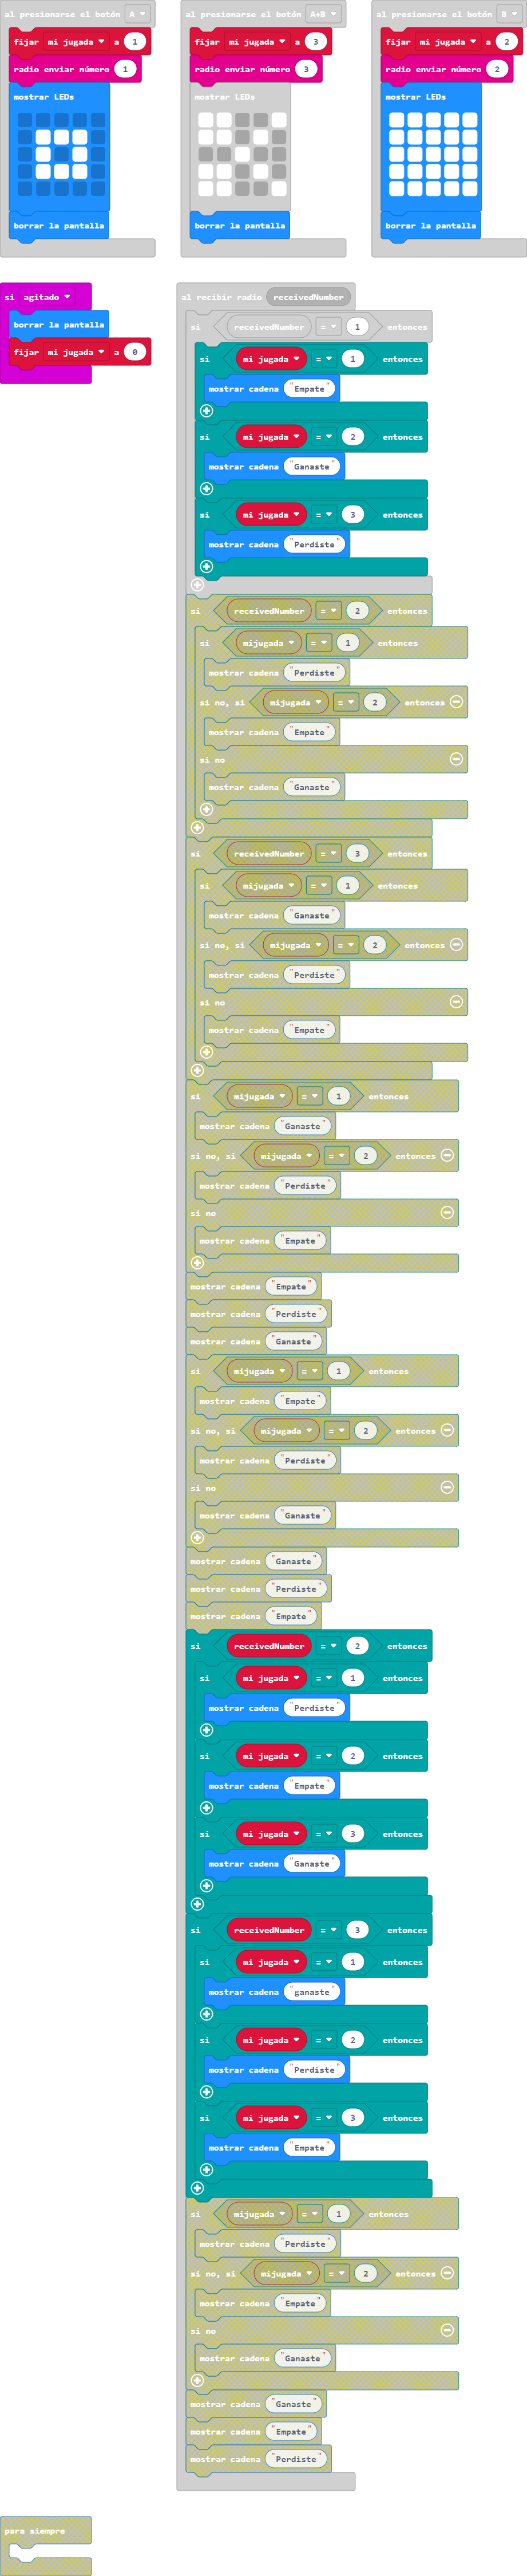 al presionarse el botón A
fijar mi jugada a 1
radio enviar número 1
mostrar LEDs
borrar la pantalla
al presionarse el botón A+B
fijar mi jugada a 3
radio enviar número 3
mostrar LEDs
borrar la pantalla
al presionarse el botón B
fijar mi jugada a 2
radio enviar número 2
mostrar LEDs
borrar la pantalla
si agitado
borrar la pantalla
fijar mi jugada a 0
al recibir radio receivedNumber
si receivedNumber = 1 entonces
si mi jugada = 1 entonces
mostrar cadena "Empate"
si mi jugada = 2 entonces
mostrar cadena "Ganaste"
si mi jugada = 3 entonces
mostrar cadena "Perdiste"
si receivedNumber = 2 entonces
si mijugada = 1 entonces
mostrar cadena "Perdiste"
si no, si mijugada = 2 entonces
mostrar cadena "Empate"
si no
mostrar cadena "Ganaste"
si receivedNumber = 3 entonces
si mijugada = 1 entonces
mostrar cadena "Ganaste"
si no, si mijugada = 2 entonces
mostrar cadena "Perdiste"
si no
mostrar cadena "Empate"
si mijugada = 1 entonces
mostrar cadena "Ganaste"
si no, si mijugada = 2 entonces
mostrar cadena "Perdiste"
si no
mostrar cadena "Empate"
mostrar cadena "Empate"
mostrar cadena "Perdiste"
mostrar cadena "Ganaste"
si mijugada = 1 entonces
mostrar cadena "Empate"
si no, si mijugada = 2 entonces
mostrar cadena "Perdiste"
si no
mostrar cadena "Ganaste"
mostrar cadena "Ganaste"
mostrar cadena "Perdiste"
mostrar cadena "Empate"
si receivedNumber = 2 entonces
si mi jugada = 1 entonces
mostrar cadena "Perdiste"
si mi jugada = 2 entonces
mostrar cadena "Empate"
si mi jugada = 3 entonces
mostrar cadena "Ganaste"
si receivedNumber = 3 entonces
si mi jugada = 1 entonces
mostrar cadena "ganaste"
si mi jugada = 2 entonces
mostrar cadena "Perdiste"
si mi jugada = 3 entonces
mostrar cadena "Empate"
si mijugada = 1 entonces
mostrar cadena "Perdiste"
si no, si mijugada = 2 entonces
mostrar cadena "Empate"
si no
mostrar cadena "Ganaste"
mostrar cadena "Ganaste"
mostrar cadena "Empate"
mostrar cadena "Perdiste"
para siempre